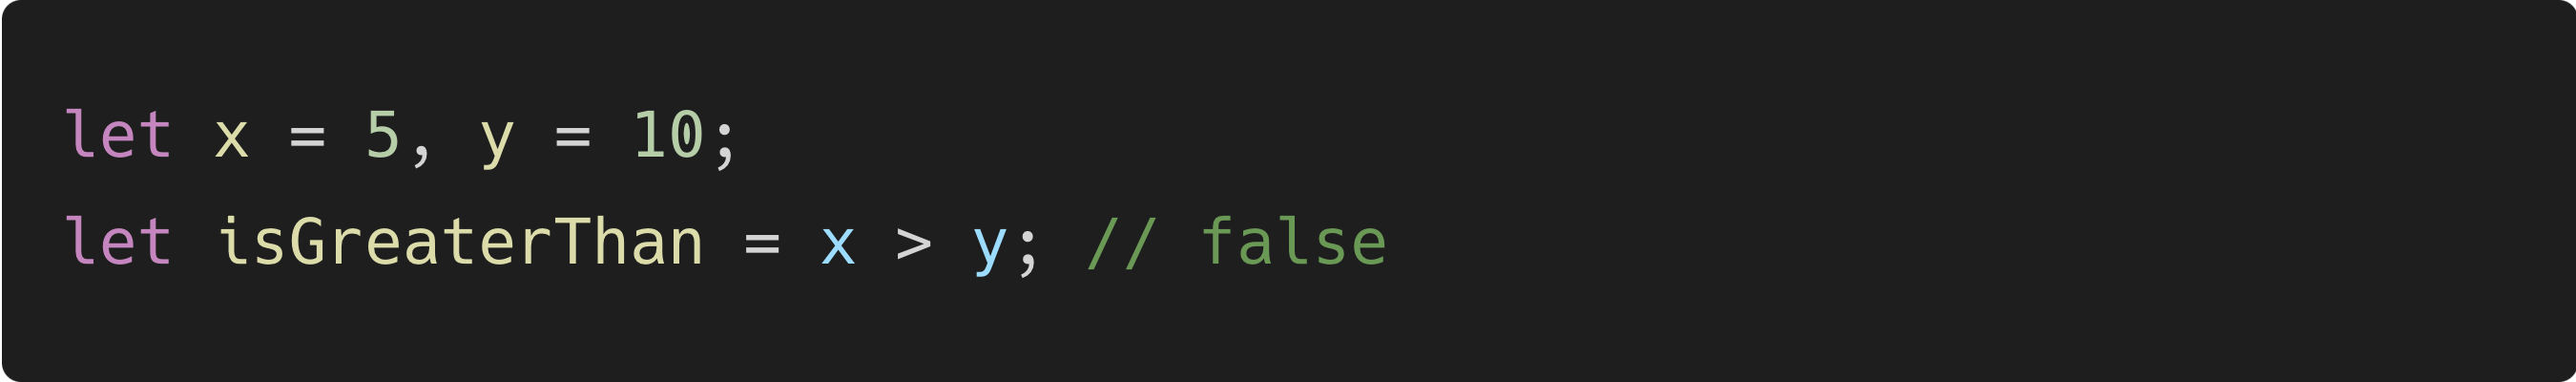 let x = 5, y = 10;
let isGreaterThan = x > y; // false